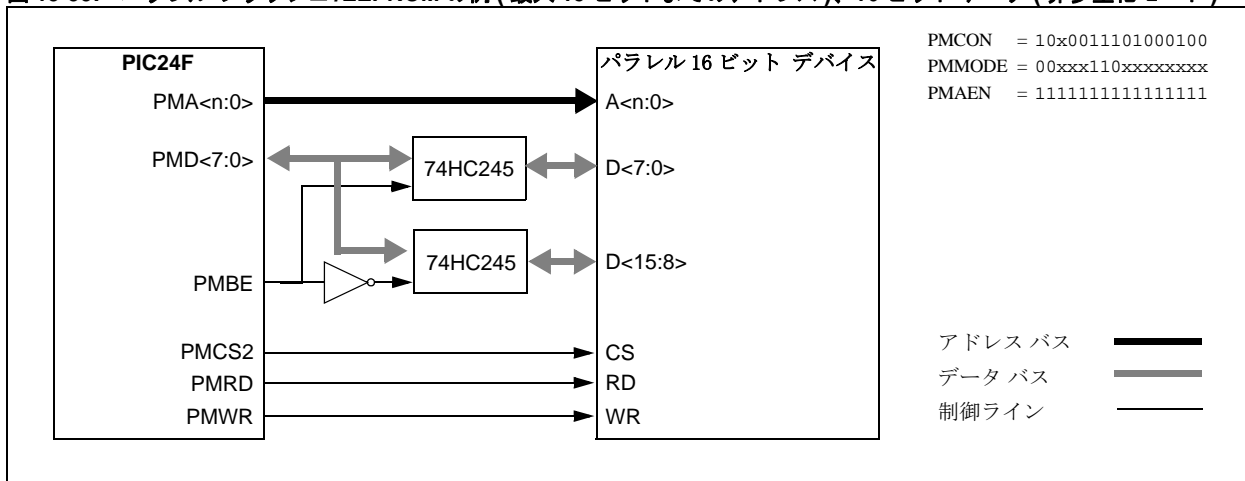 PMCON = 10x0011101000100
PMMODE = 00xxx110xxxxxxxx
PMAEN = 1111111111111111
PIC24F
パラレル 16 ビット デバイス
PMA<n:0>
A<n:0>
PMD<7:0>
74HC245
D<7:0>
74HC245
D<15:8>
PMBE
PMCS2
CS
PMRD
RD
PMWR
WR
アドレス バス
データ バス
制御ライン